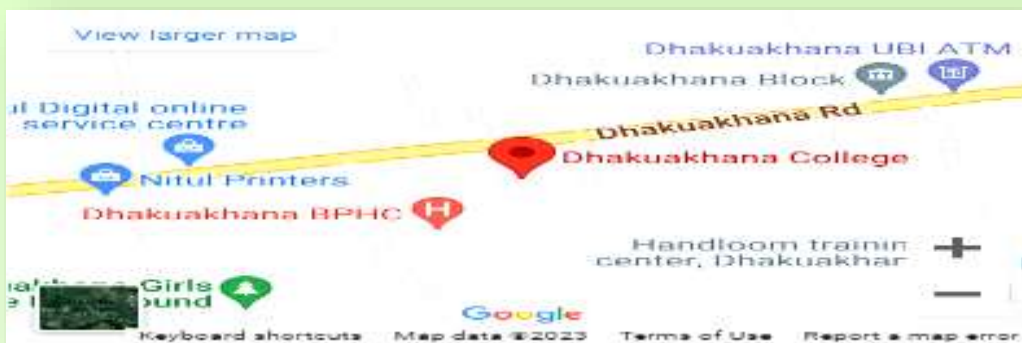 View larger map
Dhakuakhana UBI ATM
Dhakuakhana Block
ul Digital online
service centre
Dhakuakhana Rd
Dhakuakhana College
Nitul Printers
Dhakuakhana BPHC
H
Handloom trainin
center, Dhakuakhar
Girls
Google
Keyboard shortcuts Map data ©2023 Terms of Use Report a map error